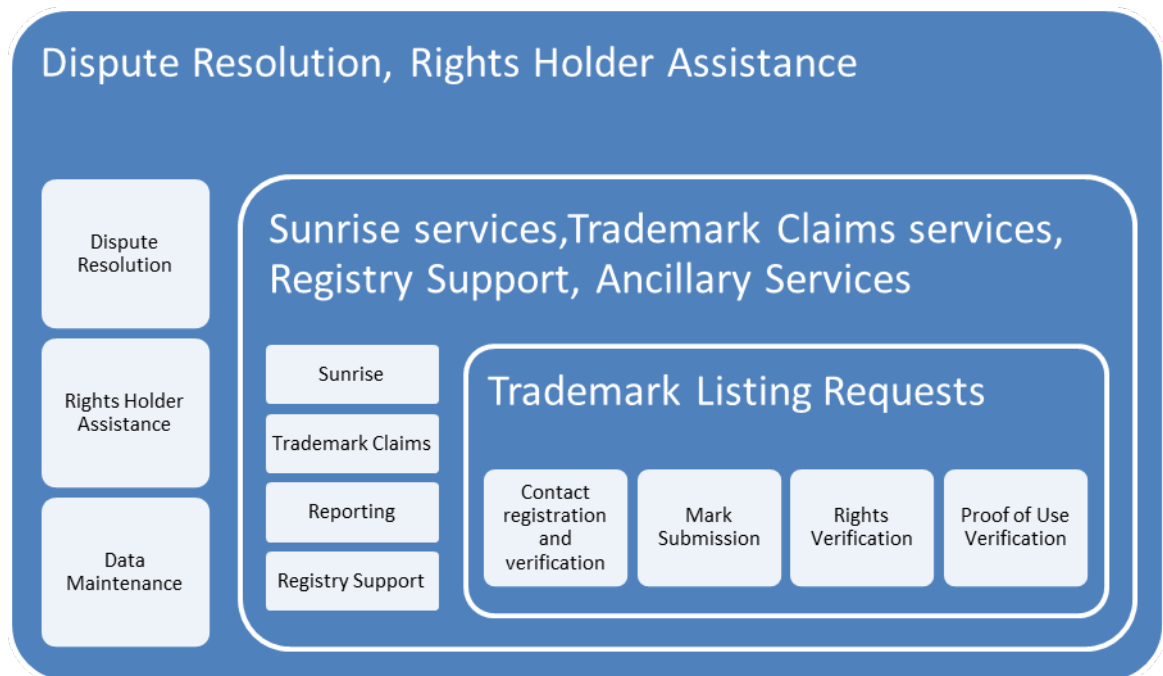 Dispute Resolution, Rights Holder Assistance
Dispute
Resolution
Rights Holder
Assistance
Data
Maintenance
Sunrise services,Trademark Claims services,
Registry Support, Ancillary Services
Sunrise
Trademark Claims
Reporting
Registry Support
Trademark Listing Requests
Contact
registration
and
verification
Mark
Submission
Rights
Verification
Proof of Use
Verification